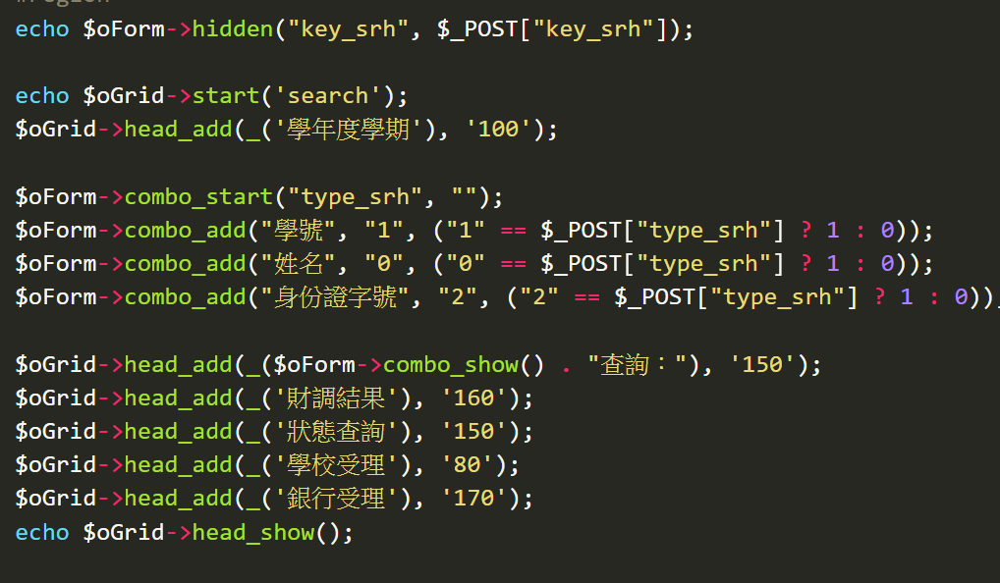 #region
echo $oForm->hidden("key_srh", $_POST["key_srh"]);
echo $oGrid->start('search');
$oGrid->head_add(_('學年度學期'), '100');
$oForm->combo_start("type_srh", "");
$oForm->combo_add("學號", "1", ("1" == $_POST["type_srh"] ? 1 : 0));
$oForm->combo_add("姓名", "0", ("0" == $_POST["type_srh"] ? 1 : 0));
$oForm->combo_add("身份證字號", "2", ("2" == $_POST["type_srh"] ? 1 : 0));
$oGrid->head_add(_($oForm->combo_show() . "查詢："), '150');
$oGrid->head_add(_('財調結果'), '160');
$oGrid->head_add(_('狀態查詢'), '150');
$oGrid->head_add(_('學校受理'), '80');
$oGrid->head_add(_('銀行受理'), '170');
echo $oGrid->head_show();